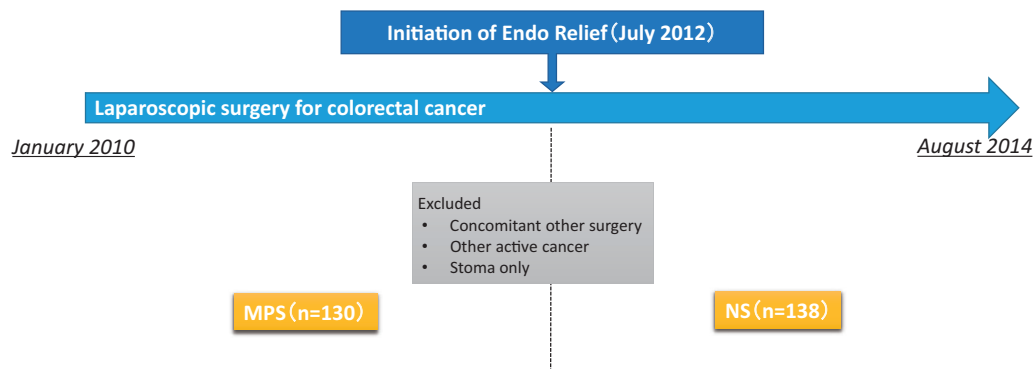 Initiation of Endo Relief（July 2012）
Laparoscopic surgery for colorectal cancer
January 2010
August 2014
Excluded
• Concomitant other surgery
• Other active cancer
• Stoma only
MPS（n=130）
NS（n=138）